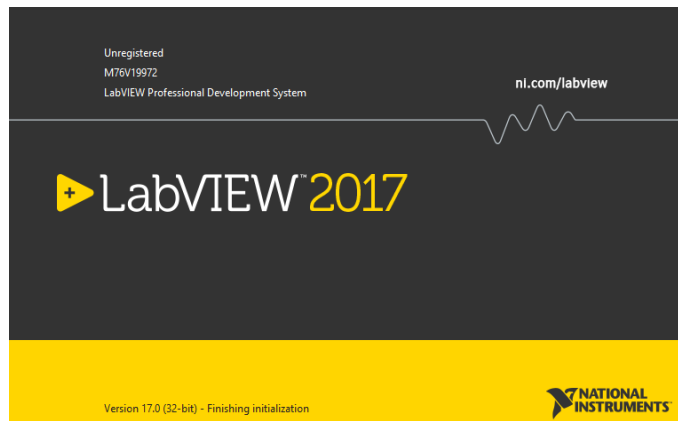 Unregistered
M76V19972
LabVIEW Professional Development System
ni.com/labview
LabVIEW™ 2017
Version 17.0 (32-bit) - Finishing initialization
NATIONAL
INSTRUMENTS